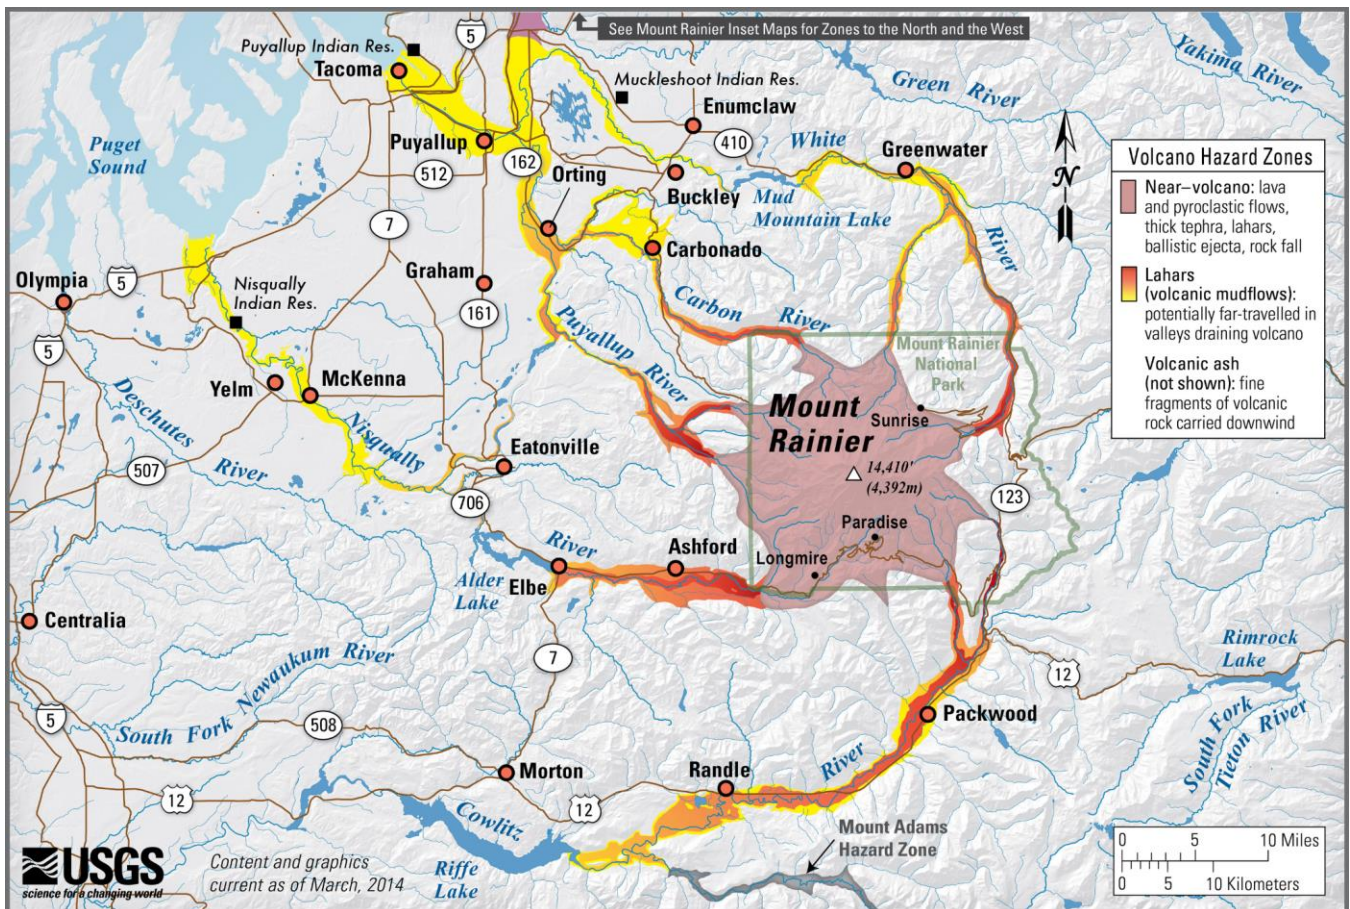 See Mount Rainier Inset Maps for Zones to the North and the West
5
Puyallup Indian Res.
Tacoma
Yakima River
Green River
Muckleshoot Indian Res.
Enumclaw
410
White
Greenwater
Puget
Sound
Puyallup
162
512
Orting
Buckley
Mud
Mountain Lake
River
7
Carbonado
Graham
161
Olympia
5
Nisqually
Indian Res.
Carbon
River
Puyallup
River
Mount Rainier
National
Park
5
Yelm
McKenna
Deschutes
River
Nisqually
Mount
Rainier
Sunrise
14,410'
(4,392m)
Eatonville
507
706
123
Paradise
Longmire
River
Ashford
Elbe
Alder
Lake
Centralia
7
12
Rimrock
Lake
South Fork
Newaukum River
508
5
Packwood
South Fork
Tieton River
Morton
Randle
River
12
12
Cowlitz
Riffe
Lake
Mount Adams
Hazard Zone
N
Volcano Hazard Zones
Near–volcano: lava
and pyroclastic flows,
thick tephra, lahars,
ballistic ejecta, rock fall
Lahars
(volcanic mudflows):
potentially far-travelled in
valleys draining volcano
Volcanic ash
(not shown): fine
fragments of volcanic
rock carried downwind
0 5 10 Miles
0 5 10 Kilometers
USGS
science for a changing world
Content and graphics
current as of March, 2014